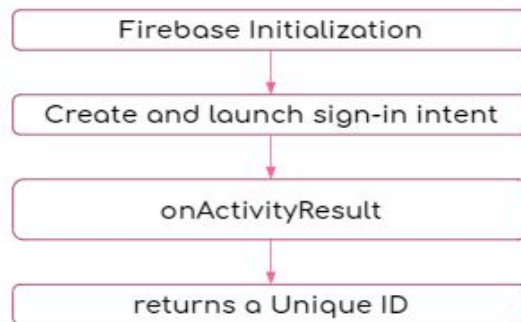 Firebase Initialization
Create and launch sign-in intent
onActivityResult
returns a Unique ID